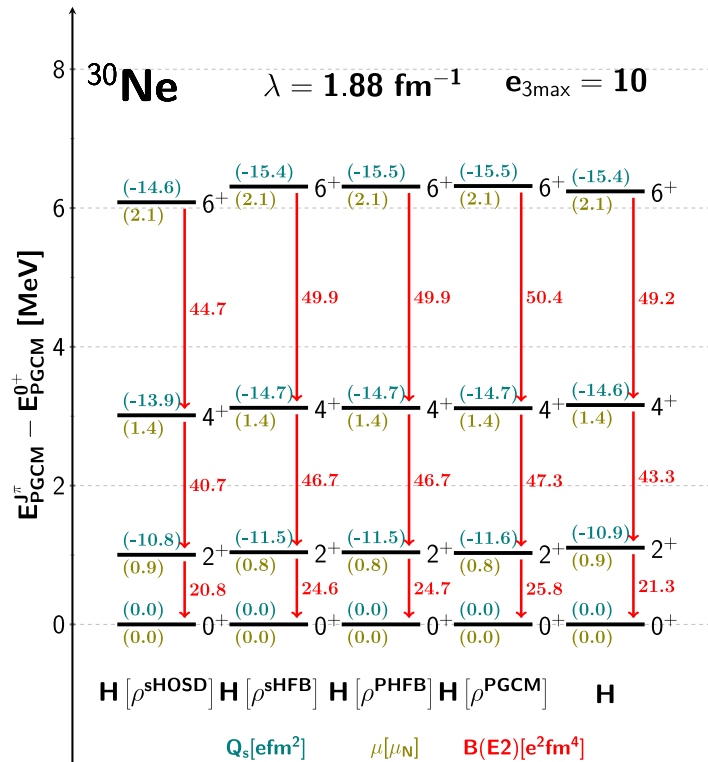 8
³⁰Ne λ = 1.88 fm⁻¹ e₃ₘₐₓ = 10
(-14.6) (-15.4) (-15.5) (-15.5) (-15.4)
6⁺ 6⁺ 6⁺ 6⁺ 6⁺
6
(2.1) (2.1) (2.1) (2.1) (2.1)
44.7 49.9 49.9 50.4 49.2
4
(-13.9) (-14.7) (-14.7) (-14.7) (-14.6)
4⁺ 4⁺ 4⁺ 4⁺ 4⁺
(1.4) (1.4) (1.4) (1.4) (1.4)
40.7 46.7 46.7 47.3 43.3
2
(-10.8) (-11.5) (-11.5) (-11.6) (-10.9)
2⁺ 2⁺ 2⁺ 2⁺ 2⁺
(0.9) (0.8) (0.8) (0.8) (0.9)
20.8 24.6 24.7 25.8 21.3
(0.0) (0.0) (0.0) (0.0) (0.0)
0
0⁺ 0⁺ 0⁺ 0⁺ 0⁺
(0.0) (0.0) (0.0) (0.0) (0.0)
E^{J^π}_{PGCM} − E^{0⁺}_{PGCM} [MeV]
H [ρ^{sHOSD}] H [ρ^{sHFB}] H [ρ^{PHFB}] H [ρ^{PGCM}] H
Qₛ[efm²] μ[μ_N] B(E2)[e²fm⁴]